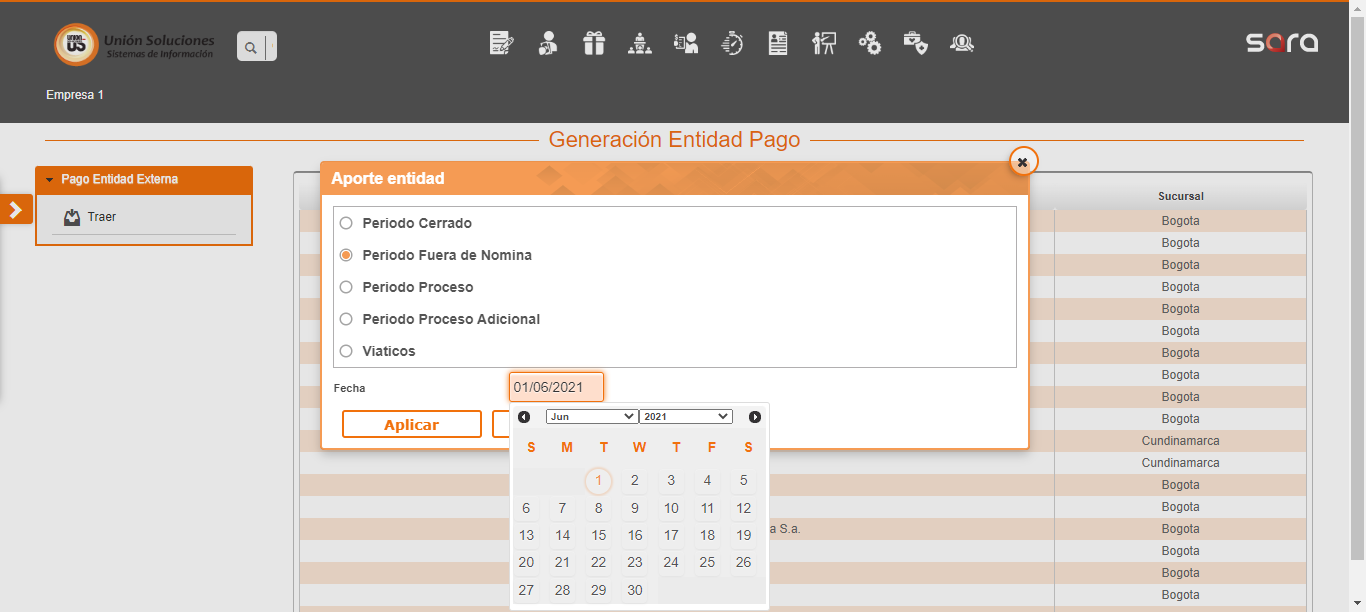 Unión Soluciones
Sistemas de Información
sara
Empresa 1
Generación Entidad Pago
Pago Entidad Externa
Traer
Aporte entidad
Periodo Cerrado
Periodo Fuera de Nomina
Periodo Proceso
Periodo Proceso Adicional
Viaticos
Fecha
01/06/2021
Aplicar
Jun 2021
S M T W T F S
1 2 3 4 5
6 7 8 9 10 11 12
13 14 15 16 17 18 19
20 21 22 23 24 25 26
27 28 29 30
a S.a.
Sucursal
Bogota
Bogota
Bogota
Bogota
Bogota
Bogota
Bogota
Bogota
Bogota
Bogota
Cundinamarca
Cundinamarca
Bogota
Bogota
Bogota
Bogota
Bogota
Bogota